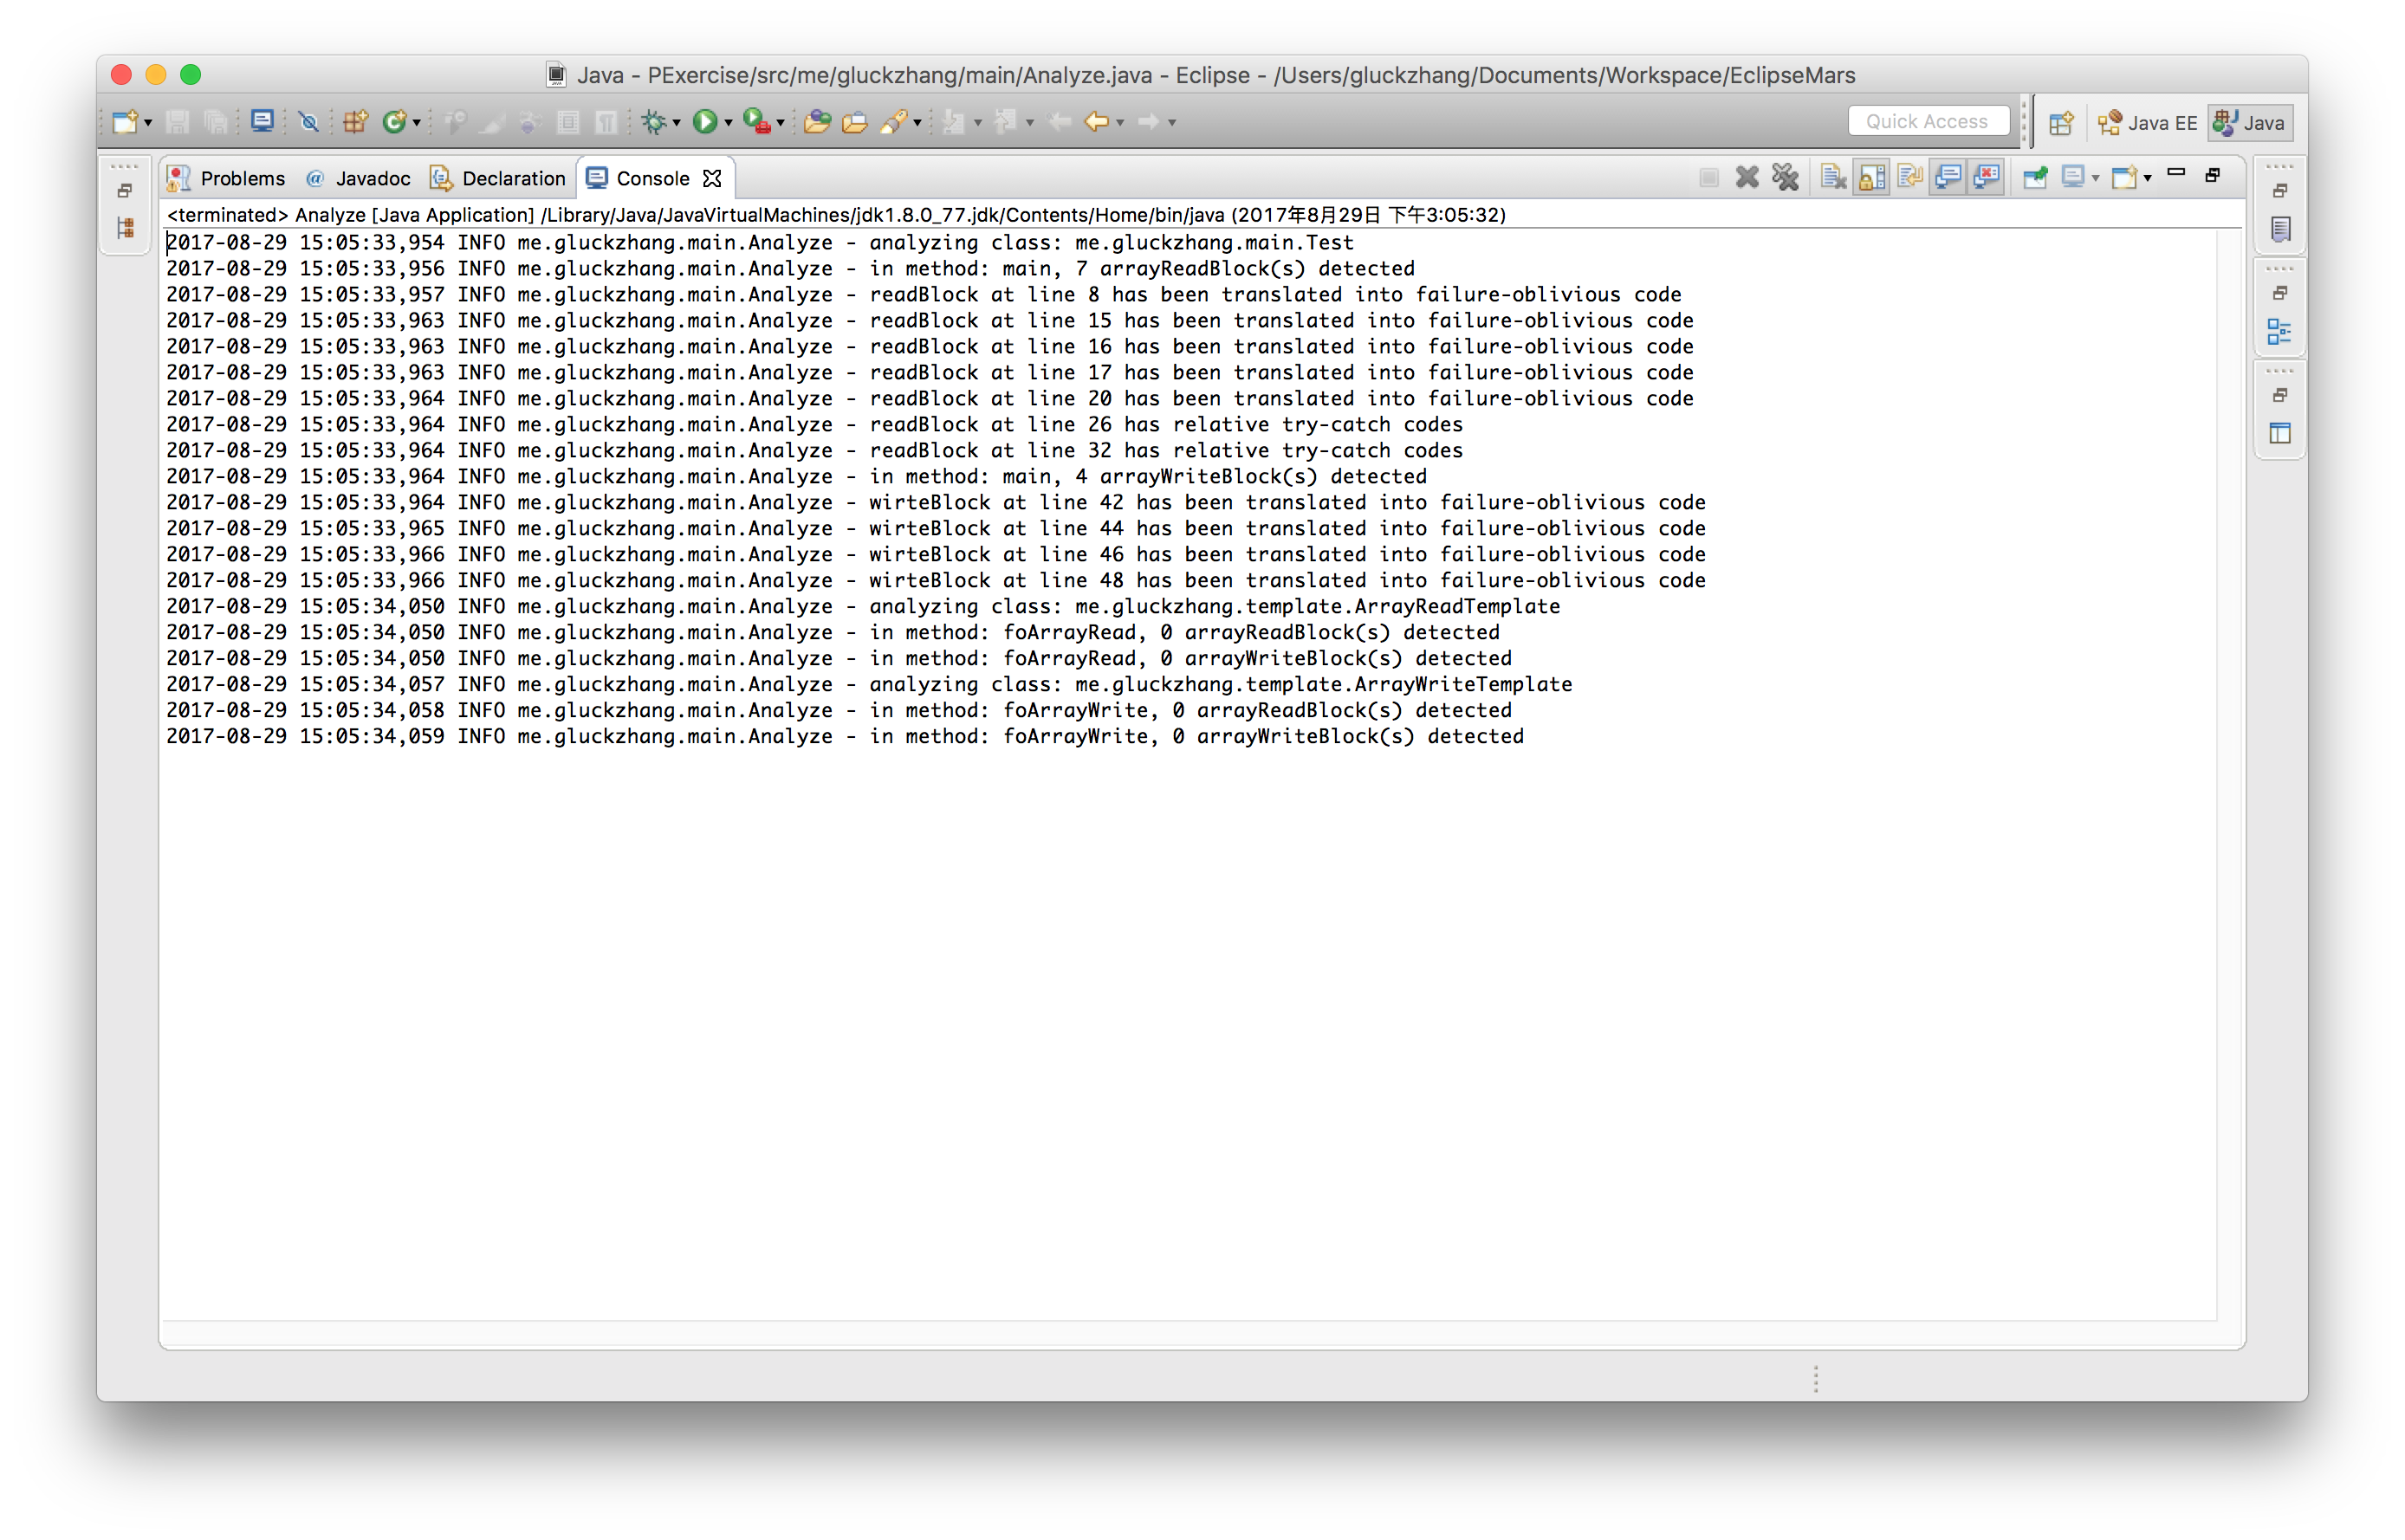 Java - PExercise/src/me/gluckzhang/main/Analyze.java - Eclipse - /Users/gluckzhang/Documents/Workspace/EclipseMars
Quick Access
Java EE
Java
Problems
Javadoc
Declaration
Console
<terminated> Analyze [Java Application] /Library/Java/JavaVirtualMachines/jdk1.8.0_77.jdk/Contents/Home/bin/java (2017年8月29日 下午3:05:32)
2017-08-29 15:05:33,954 INFO me.gluckzhang.main.Analyze - analyzing class: me.gluckzhang.main.Test
2017-08-29 15:05:33,956 INFO me.gluckzhang.main.Analyze - in method: main, 7 arrayReadBlock(s) detected
2017-08-29 15:05:33,957 INFO me.gluckzhang.main.Analyze - readBlock at line 8 has been translated into failure-oblivious code
2017-08-29 15:05:33,963 INFO me.gluckzhang.main.Analyze - readBlock at line 15 has been translated into failure-oblivious code
2017-08-29 15:05:33,963 INFO me.gluckzhang.main.Analyze - readBlock at line 16 has been translated into failure-oblivious code
2017-08-29 15:05:33,963 INFO me.gluckzhang.main.Analyze - readBlock at line 17 has been translated into failure-oblivious code
2017-08-29 15:05:33,964 INFO me.gluckzhang.main.Analyze - readBlock at line 20 has been translated into failure-oblivious code
2017-08-29 15:05:33,964 INFO me.gluckzhang.main.Analyze - readBlock at line 26 has relative try-catch codes
2017-08-29 15:05:33,964 INFO me.gluckzhang.main.Analyze - readBlock at line 32 has relative try-catch codes
2017-08-29 15:05:33,964 INFO me.gluckzhang.main.Analyze - in method: main, 4 arrayWriteBlock(s) detected
2017-08-29 15:05:33,964 INFO me.gluckzhang.main.Analyze - wirteBlock at line 42 has been translated into failure-oblivious code
2017-08-29 15:05:33,965 INFO me.gluckzhang.main.Analyze - wirteBlock at line 44 has been translated into failure-oblivious code
2017-08-29 15:05:33,966 INFO me.gluckzhang.main.Analyze - wirteBlock at line 46 has been translated into failure-oblivious code
2017-08-29 15:05:33,966 INFO me.gluckzhang.main.Analyze - wirteBlock at line 48 has been translated into failure-oblivious code
2017-08-29 15:05:34,050 INFO me.gluckzhang.main.Analyze - analyzing class: me.gluckzhang.template.ArrayReadTemplate
2017-08-29 15:05:34,050 INFO me.gluckzhang.main.Analyze - in method: foArrayRead, 0 arrayReadBlock(s) detected
2017-08-29 15:05:34,050 INFO me.gluckzhang.main.Analyze - in method: foArrayRead, 0 arrayWriteBlock(s) detected
2017-08-29 15:05:34,057 INFO me.gluckzhang.main.Analyze - analyzing class: me.gluckzhang.template.ArrayWriteTemplate
2017-08-29 15:05:34,058 INFO me.gluckzhang.main.Analyze - in method: foArrayWrite, 0 arrayReadBlock(s) detected
2017-08-29 15:05:34,059 INFO me.gluckzhang.main.Analyze - in method: foArrayWrite, 0 arrayWriteBlock(s) detected